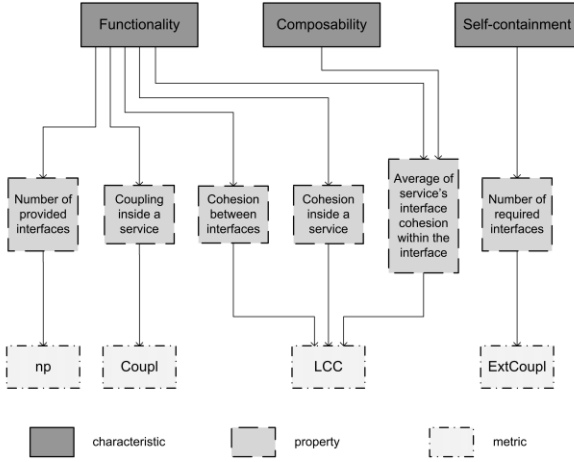 Functionality
Composability
Self-containment
Number of
provided
interfaces
Coupling
inside a
service
Cohesion
between
interfaces
Cohesion
inside a
service
Average of
service's
interface
cohesion
within the
interface
Number of
required
interfaces
np
Coupl
LCC
ExtCoupl
characteristic
property
metric